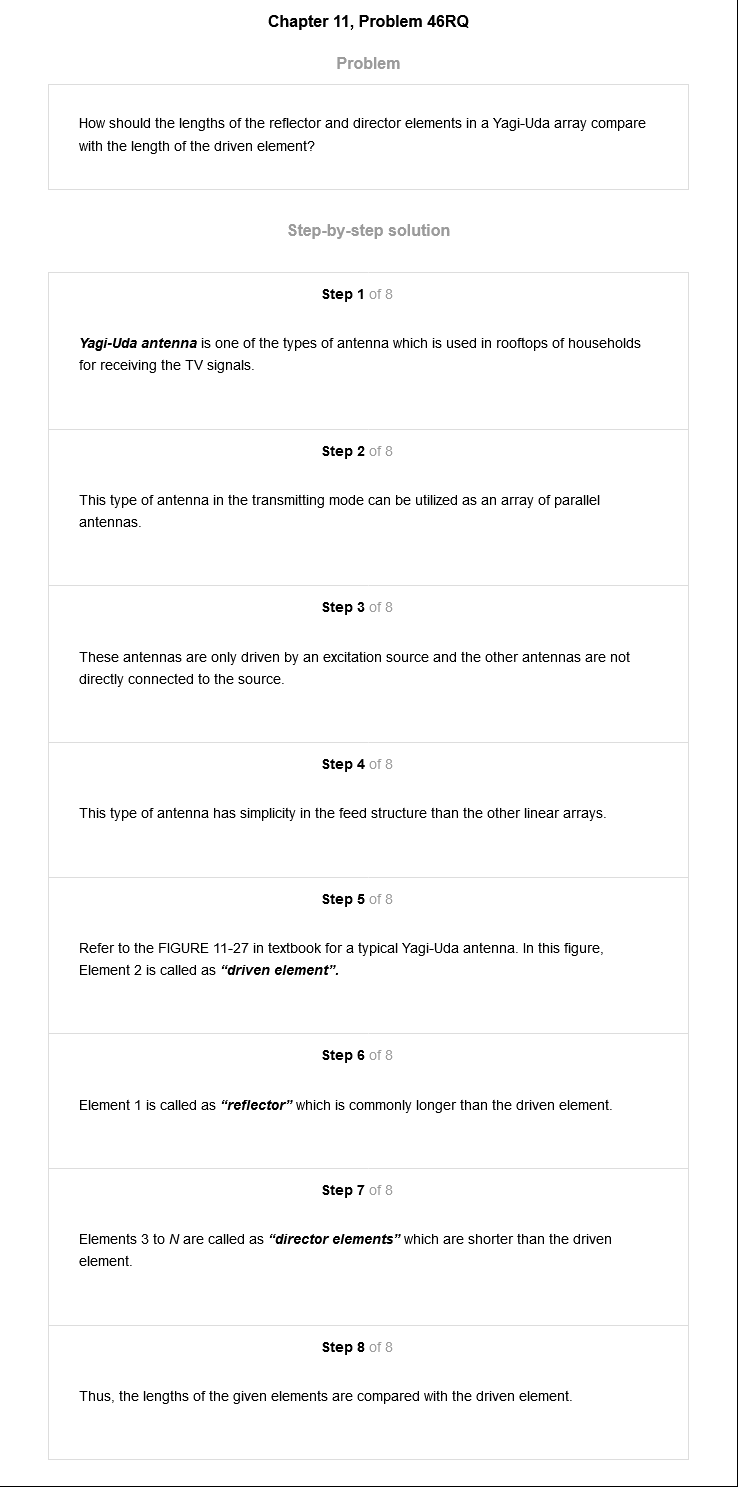 Chapter 11, Problem 46RQ
Problem
How should the lengths of the reflector and director elements in a Yagi-Uda array compare
with the length of the driven element?
Step-by-step solution
Step 1 of 8
Yagi-Uda antenna is one of the types of antenna which is used in rooftops of households
for receiving the TV signals.
Step 2 of 8
This type of antenna in the transmitting mode can be utilized as an array of parallel
antennas.
Step 3 of 8
These antennas are only driven by an excitation source and the other antennas are not
directly connected to the source.
Step 4 of 8
This type of antenna has simplicity in the feed structure than the other linear arrays.
Step 5 of 8
Refer to the FIGURE 11-27 in textbook for a typical Yagi-Uda antenna. In this figure,
Element 2 is called as “driven element”.
Step 6 of 8
Element 1 is called as “reflector” which is commonly longer than the driven element.
Step 7 of 8
Elements 3 to N are called as “director elements” which are shorter than the driven
element.
Step 8 of 8
Thus, the lengths of the given elements are compared with the driven element.